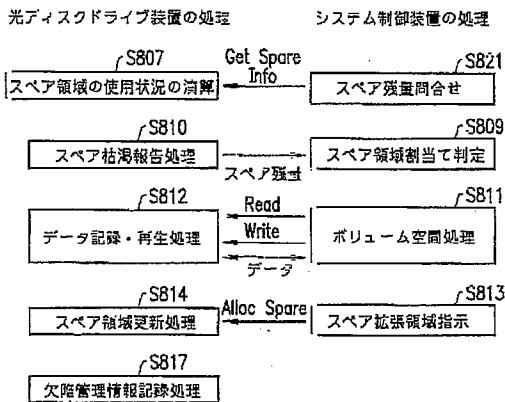 光ディスクドライブ装置の処理
システム制御装置の処理
S807
Get Spare Info
S821
スペア領域の使用状況の演算
スペア残量問合せ
S810
S809
スペア枯渇報告処理
スペア領域割当て判定
スペア残量
S812
Read
S811
データ記録・再生処理
Write
ボリューム空間処理
データ
S814
S813
スペア領域更新処理
Alloc Spare
スペア拡張領域指示
S817
欠陥管理情報記録処理